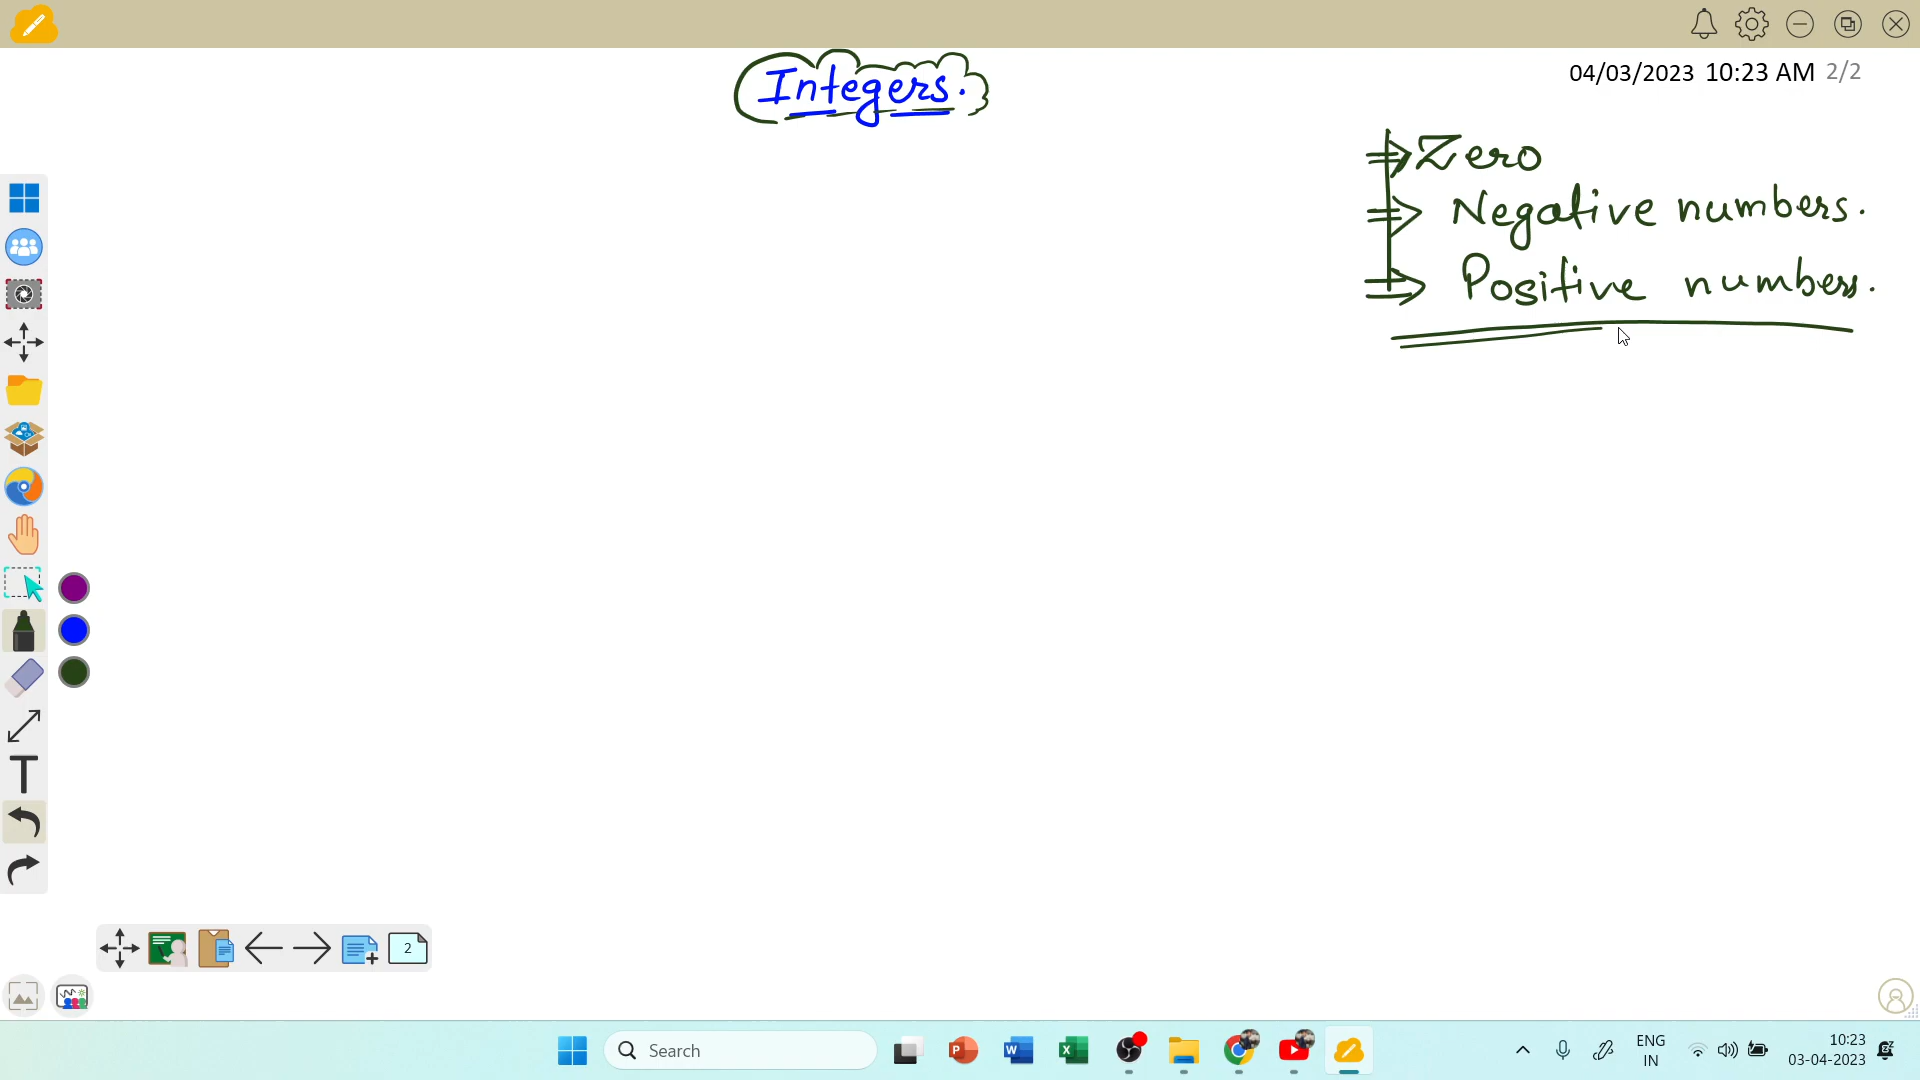 Integers.
04/03/2023 10:23 AM 2/2
Zero
Negative numbers.
Positive numbers.
T
2
Search
P
W
X
ENG
IN
10:23
03-04-2023